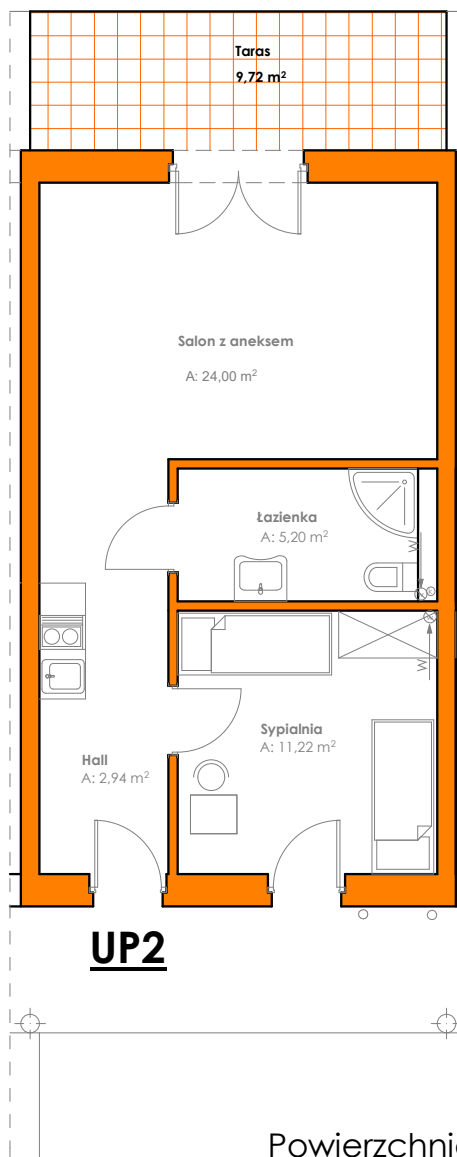 Taras
9,72 m²
Salon z aneksem
A: 24,00 m²
Łazienka
A: 5,20 m²
W
W
Sypialnia
A: 11,22 m²
Hall
A: 2,94 m²
UP2
Powierzchnie